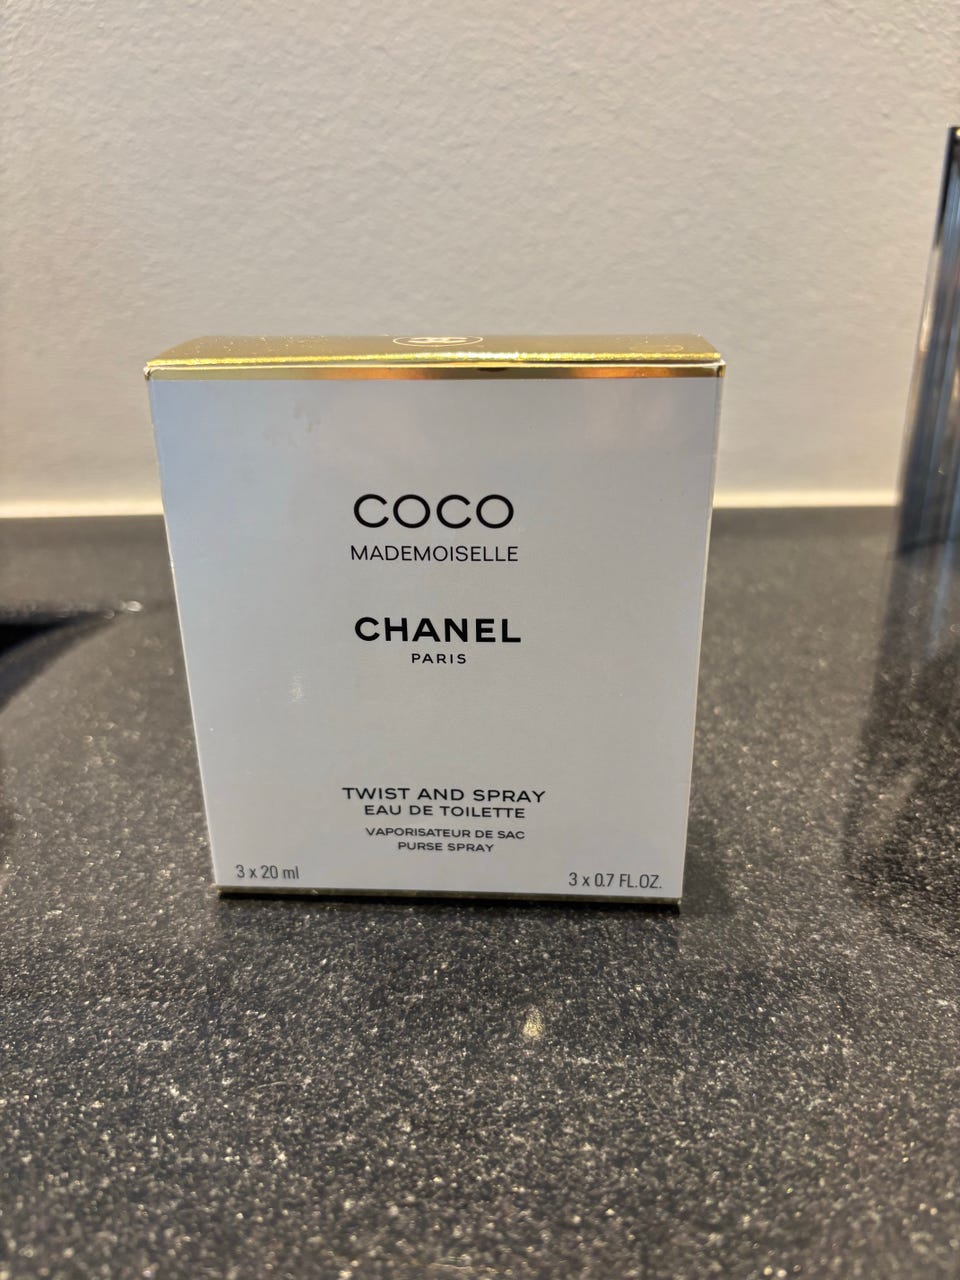 COCO
MADEMOISELLE
CHANEL
PARIS
TWIST AND SPRAY
EAU DE TOILETTE
VAPORISATEUR DE SAC
PURSE SPRAY
3 x 20 ml
3 x 0.7 FL.OZ.